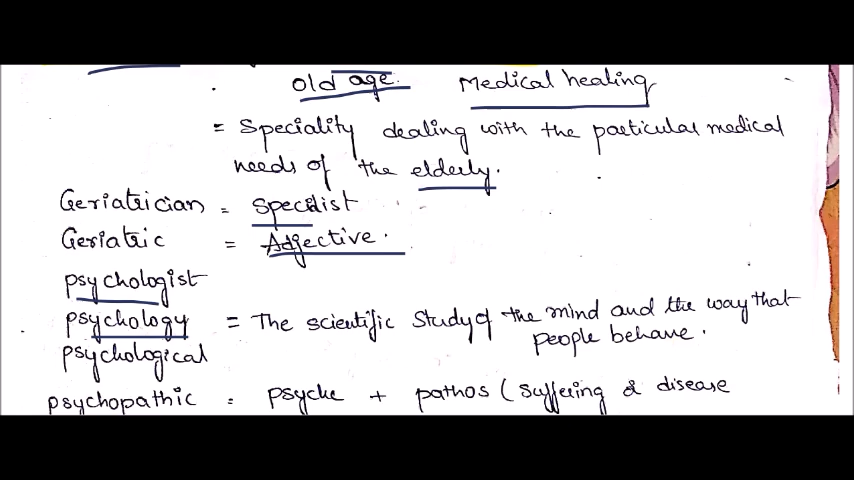 Old age. Medical healing
= Speciality dealing with the particular medical
needs of the elderly.
Geriatrician = Specialist
Geriatric = Adjective.
psychologist
psychology = The scientific study of the mind and the way that
people behave.
psychological
psychopathic = psyche + pathos (suffering & disease